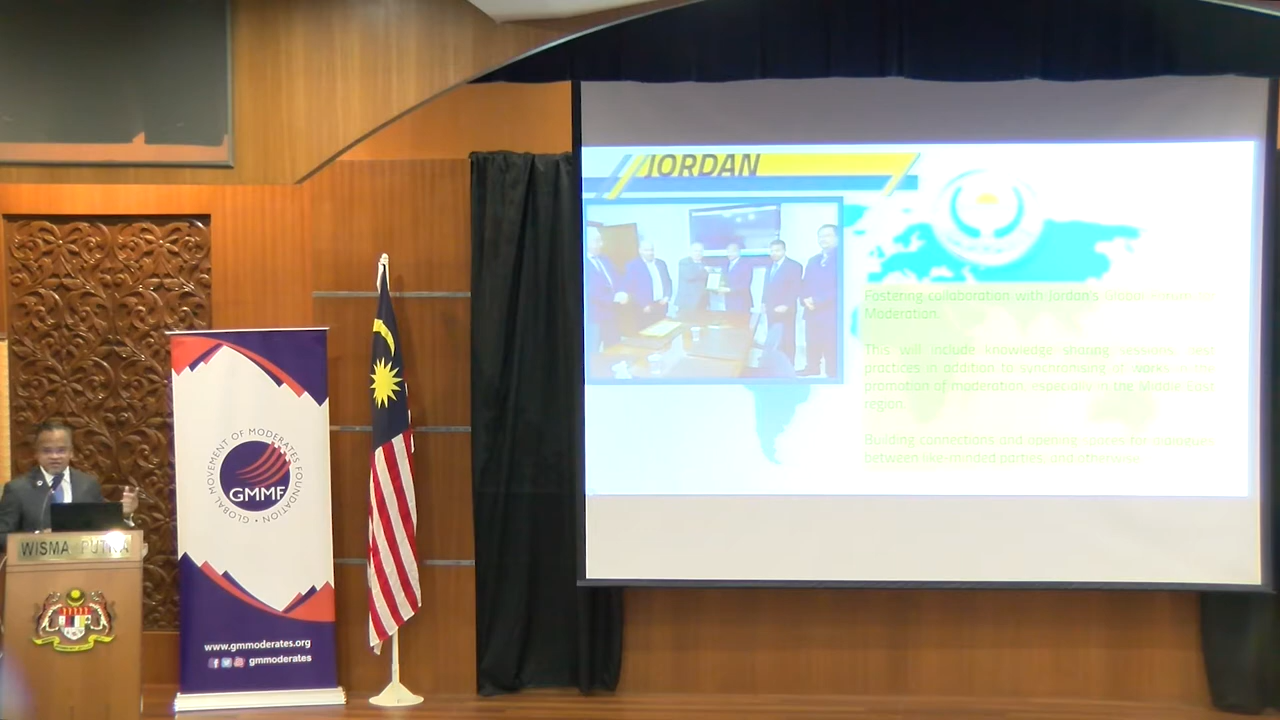 JORDAN
Fostering collaboration with Jordan's Global
Moderation.
This will include knowledge sharing sessions, best
practices in addition to synchronising of works in the
promotion of moderation, especially in the Middle East
region.
Building connections and opening spaces for
between like-minded parties, and otherwise.
GLOBAL MOVEMENT OF MODERATES FOUNDATION •
GMMF
www.gmmoderates.org
gmmoderates
WISMA PUTRA